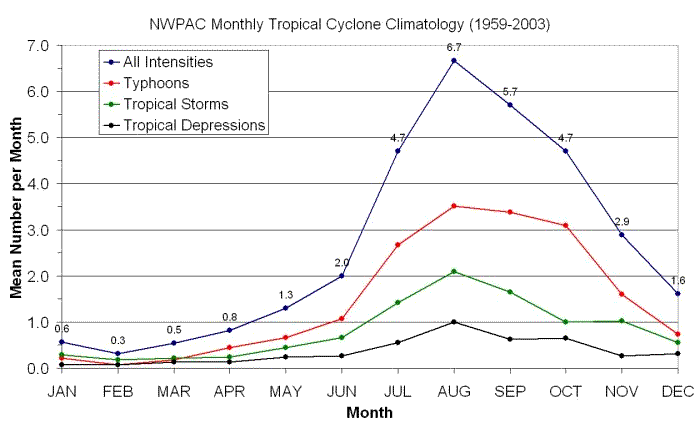 NWPAC Monthly Tropical Cyclone Climatology (1959-2003)
7.0
6.0
5.0
4.0
3.0
2.0
1.0
0.0
Mean Number per Month
All Intensities
Typhoons
Tropical Storms
Tropical Depressions
0.6
0.3
0.5
0.8
1.3
2.0
4.7
6.7
5.7
4.7
2.9
1.6
JAN FEB MAR APR MAY JUN JUL AUG SEP OCT NOV DEC
Month